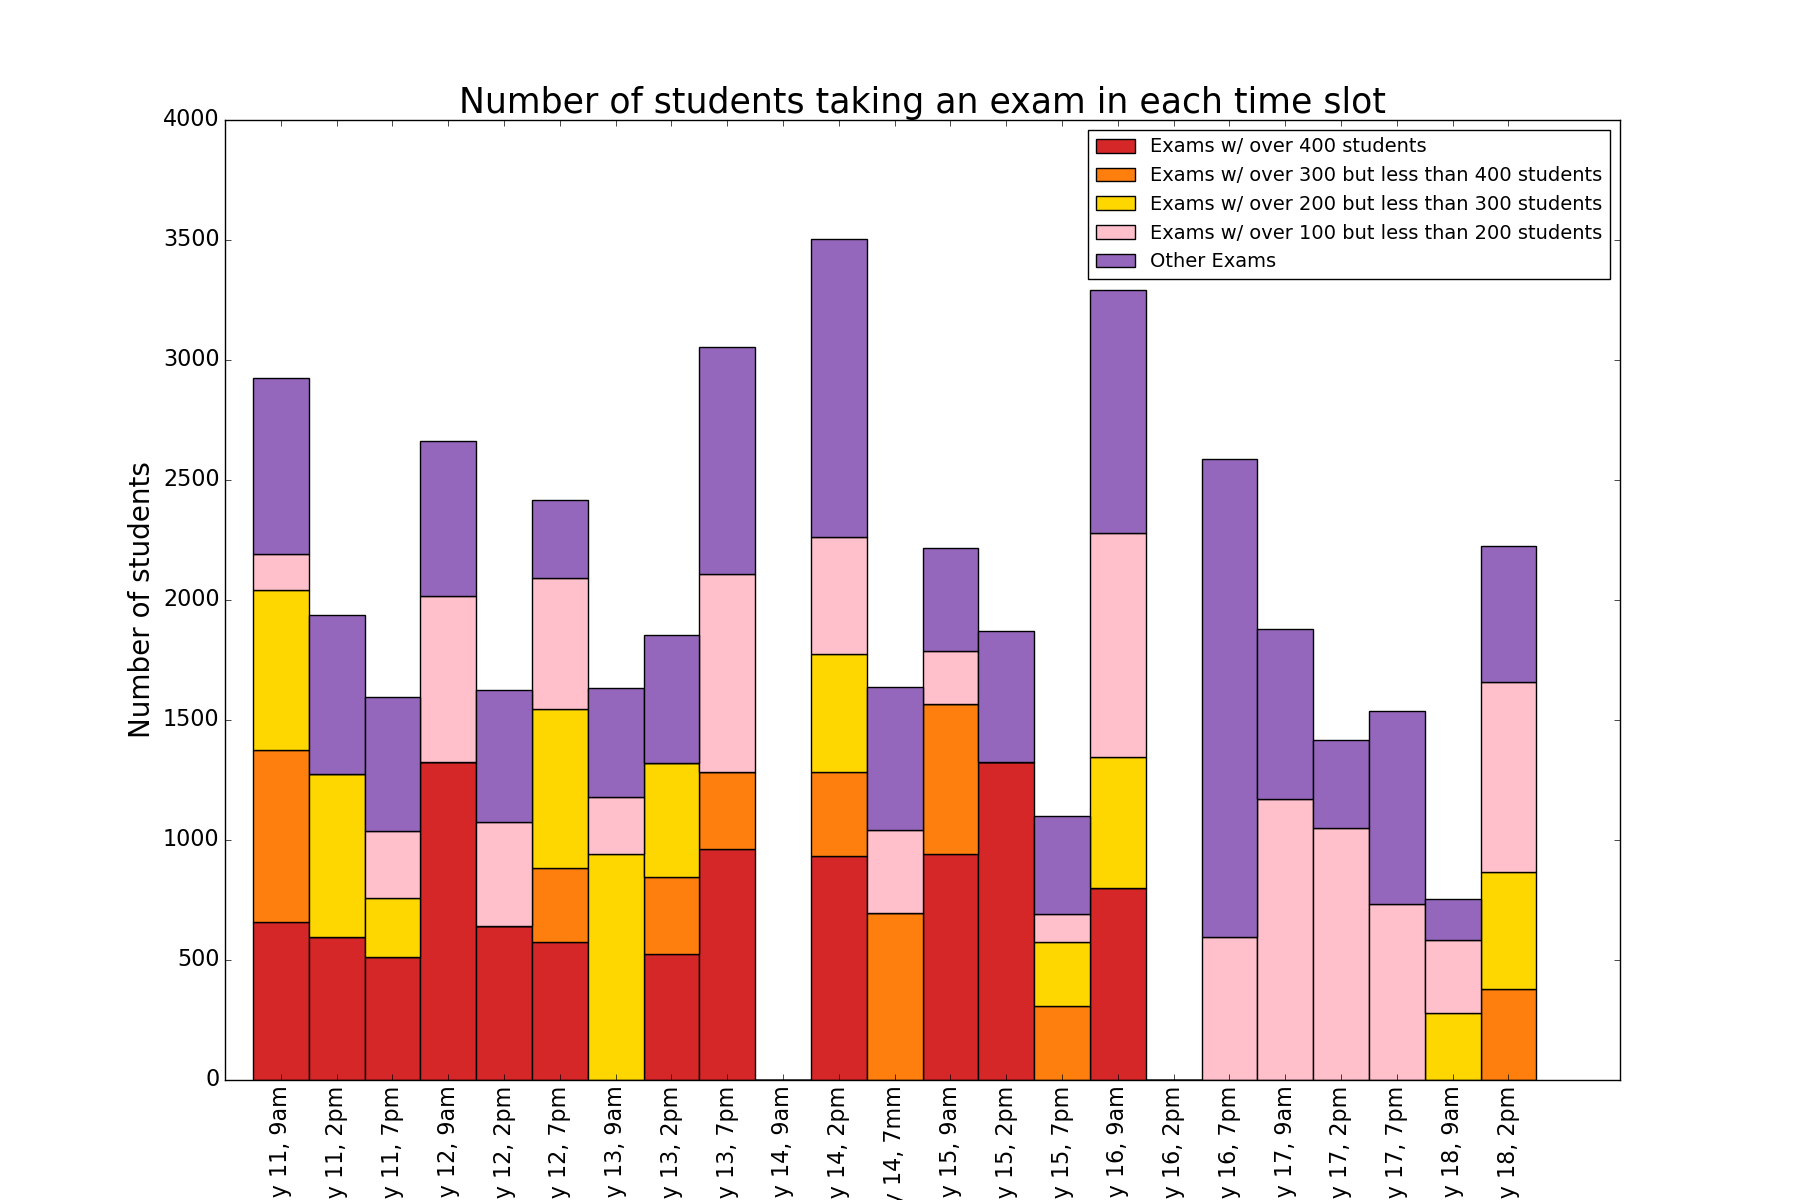 Number of students taking an exam in each time slot
Exams w/ over 400 students
Exams w/ over 300 but less than 400 students
Exams w/ over 200 but less than 300 students
Exams w/ over 100 but less than 200 students
Other Exams
Number of students
4000
3500
3000
2500
2000
1500
1000
500
0
y 11, 9am
y 11, 2pm
y 11, 7pm
y 12, 9am
y 12, 2pm
y 12, 7pm
y 13, 9am
y 13, 2pm
y 13, 7pm
y 14, 9am
y 14, 2pm
y 14, 7mm
y 15, 9am
y 15, 2pm
y 15, 7pm
y 16, 9am
y 16, 2pm
y 16, 7pm
y 17, 9am
y 17, 2pm
y 17, 7pm
y 18, 9am
y 18, 2pm